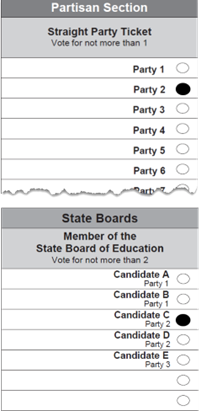 Partisan Section
Straight Party Ticket
Vote for not more than 1
Party 1
Party 2
Party 3
Party 4
Party 5
Party 6
Party 7
State Boards
Member of the
State Board of Education
Vote for not more than 2
Candidate A
Party 1
Candidate B
Party 1
Candidate C
Party 2
Candidate D
Party 2
Candidate E
Party 3